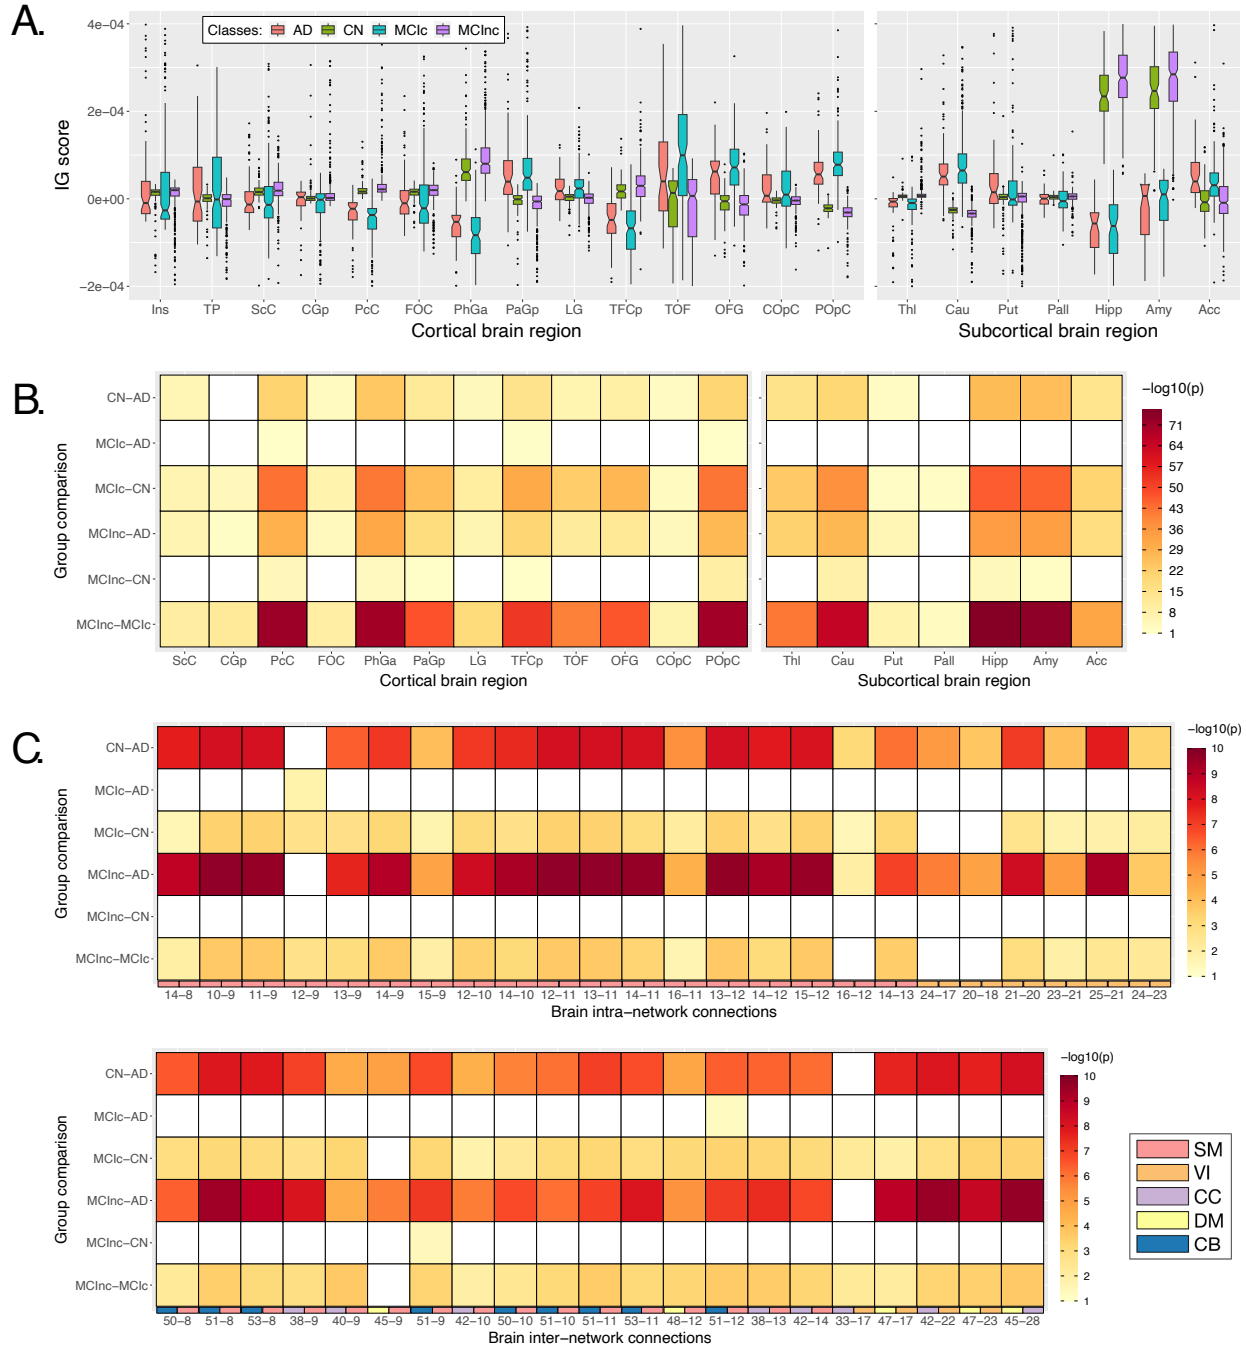 A.
Classes: AD CN MCIc MCInc
IG score
4e−04
2e−04
0e+00
−2e−04
Ins TP ScC CGp PcC FOC PhGa PaGp LG TFCp TOF OFG COpC POpC
Cortical brain region
Thl Cau Put Pall Hipp Amy Acc
Subcortical brain region
B.
Group comparison
CN−AD
MCIc−AD
MCIc−CN
MCInc−AD
MCInc−CN
MCInc−MCIc
ScC CGp PcC FOC PhGa PaGp LG TFCp TOF OFG COpC POpC
Cortical brain region
Thl Cau Put Pall Hipp Amy Acc
Subcortical brain region
−log10(p)
71
64
57
50
43
36
29
22
15
8
1
C.
Group comparison
CN−AD
MCIc−AD
MCIc−CN
MCInc−AD
MCInc−CN
MCInc−MCIc
14−8 10−9 11−9 12−9 13−9 14−9 15−9 12−10 14−10 12−11 13−11 14−11 16−11 13−12 14−12 15−12 16−12 14−13 24−17 20−18 21−20 23−21 25−21 24−23
Brain intra−network connections
−log10(p)
10
9
8
7
6
5
4
3
2
1
Group comparison
CN−AD
MCIc−AD
MCIc−CN
MCInc−AD
MCInc−CN
MCInc−MCIc
50−8 51−8 53−8 38−9 40−9 45−9 51−9 42−10 50−10 51−10 51−11 53−11 48−12 51−12 38−13 42−14 33−17 47−17 42−22 47−23 45−28
Brain inter−network connections
−log10(p)
10
9
8
7
6
5
4
3
2
1
SM
VI
CC
DM
CB